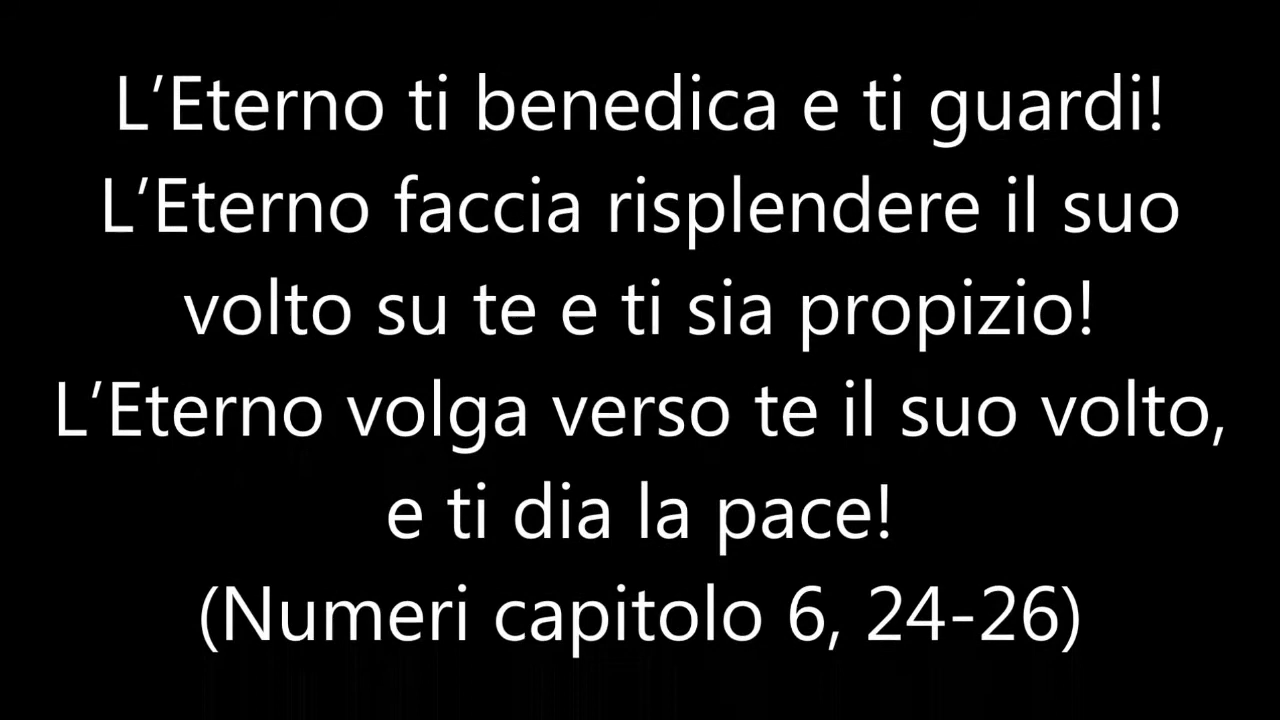 L’Eterno ti benedica e ti guardi!
L’Eterno faccia risplendere il suo
volto su te e ti sia propizio!
L’Eterno volga verso te il suo volto,
e ti dia la pace!
(Numeri capitolo 6, 24-26)